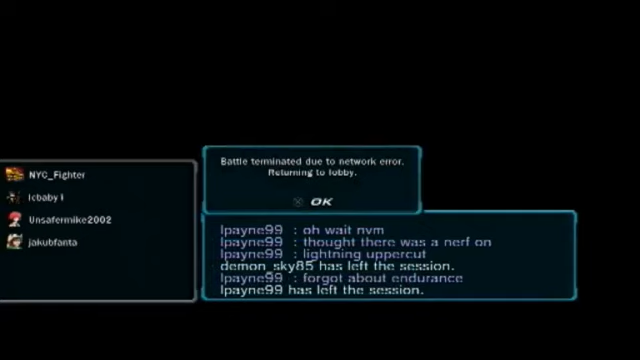 Battle terminated due to network error.
Returning to lobby.
OK
NYC_Fighter
Unsafermike2002
jakubfanta
lpayne99 : oh wait nvm
lpayne99 : thought there was a nerf on
lpayne99 : lightning uppercut
demon_sky85 has left the session.
lpayne99 : forgot about endurance
lpayne99 has left the session.